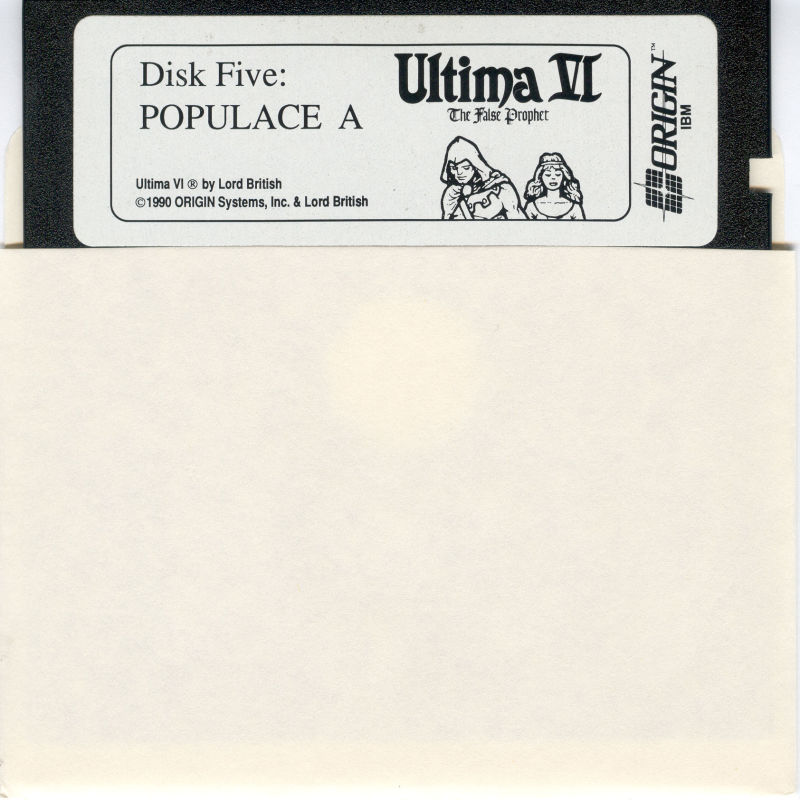 Disk Five:
POPULACE A
Ultima VI
The False Prophet
Ultima VI ® by Lord British
©1990 ORIGIN Systems, Inc. & Lord British
ORIGIN™
IBM